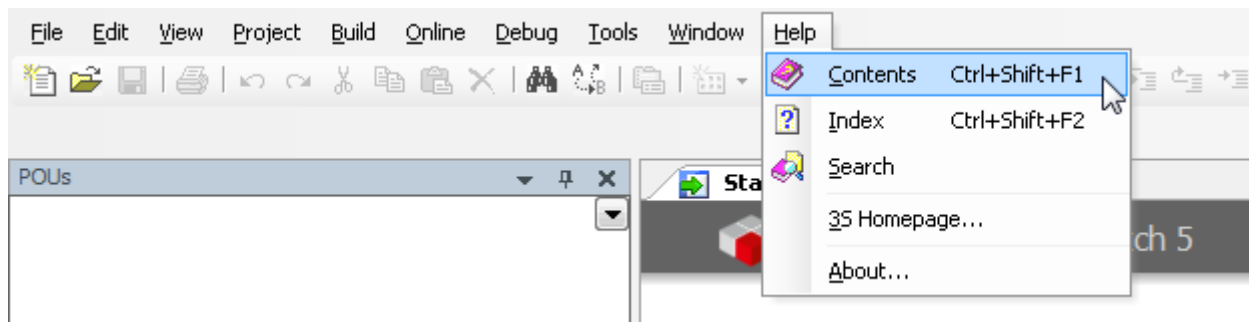 File Edit View Project Build Online Debug Tools Window Help
Contents Ctrl+Shift+F1
Index Ctrl+Shift+F2
Search
3S Homepage...
About...
POUs
Sta
ch 5